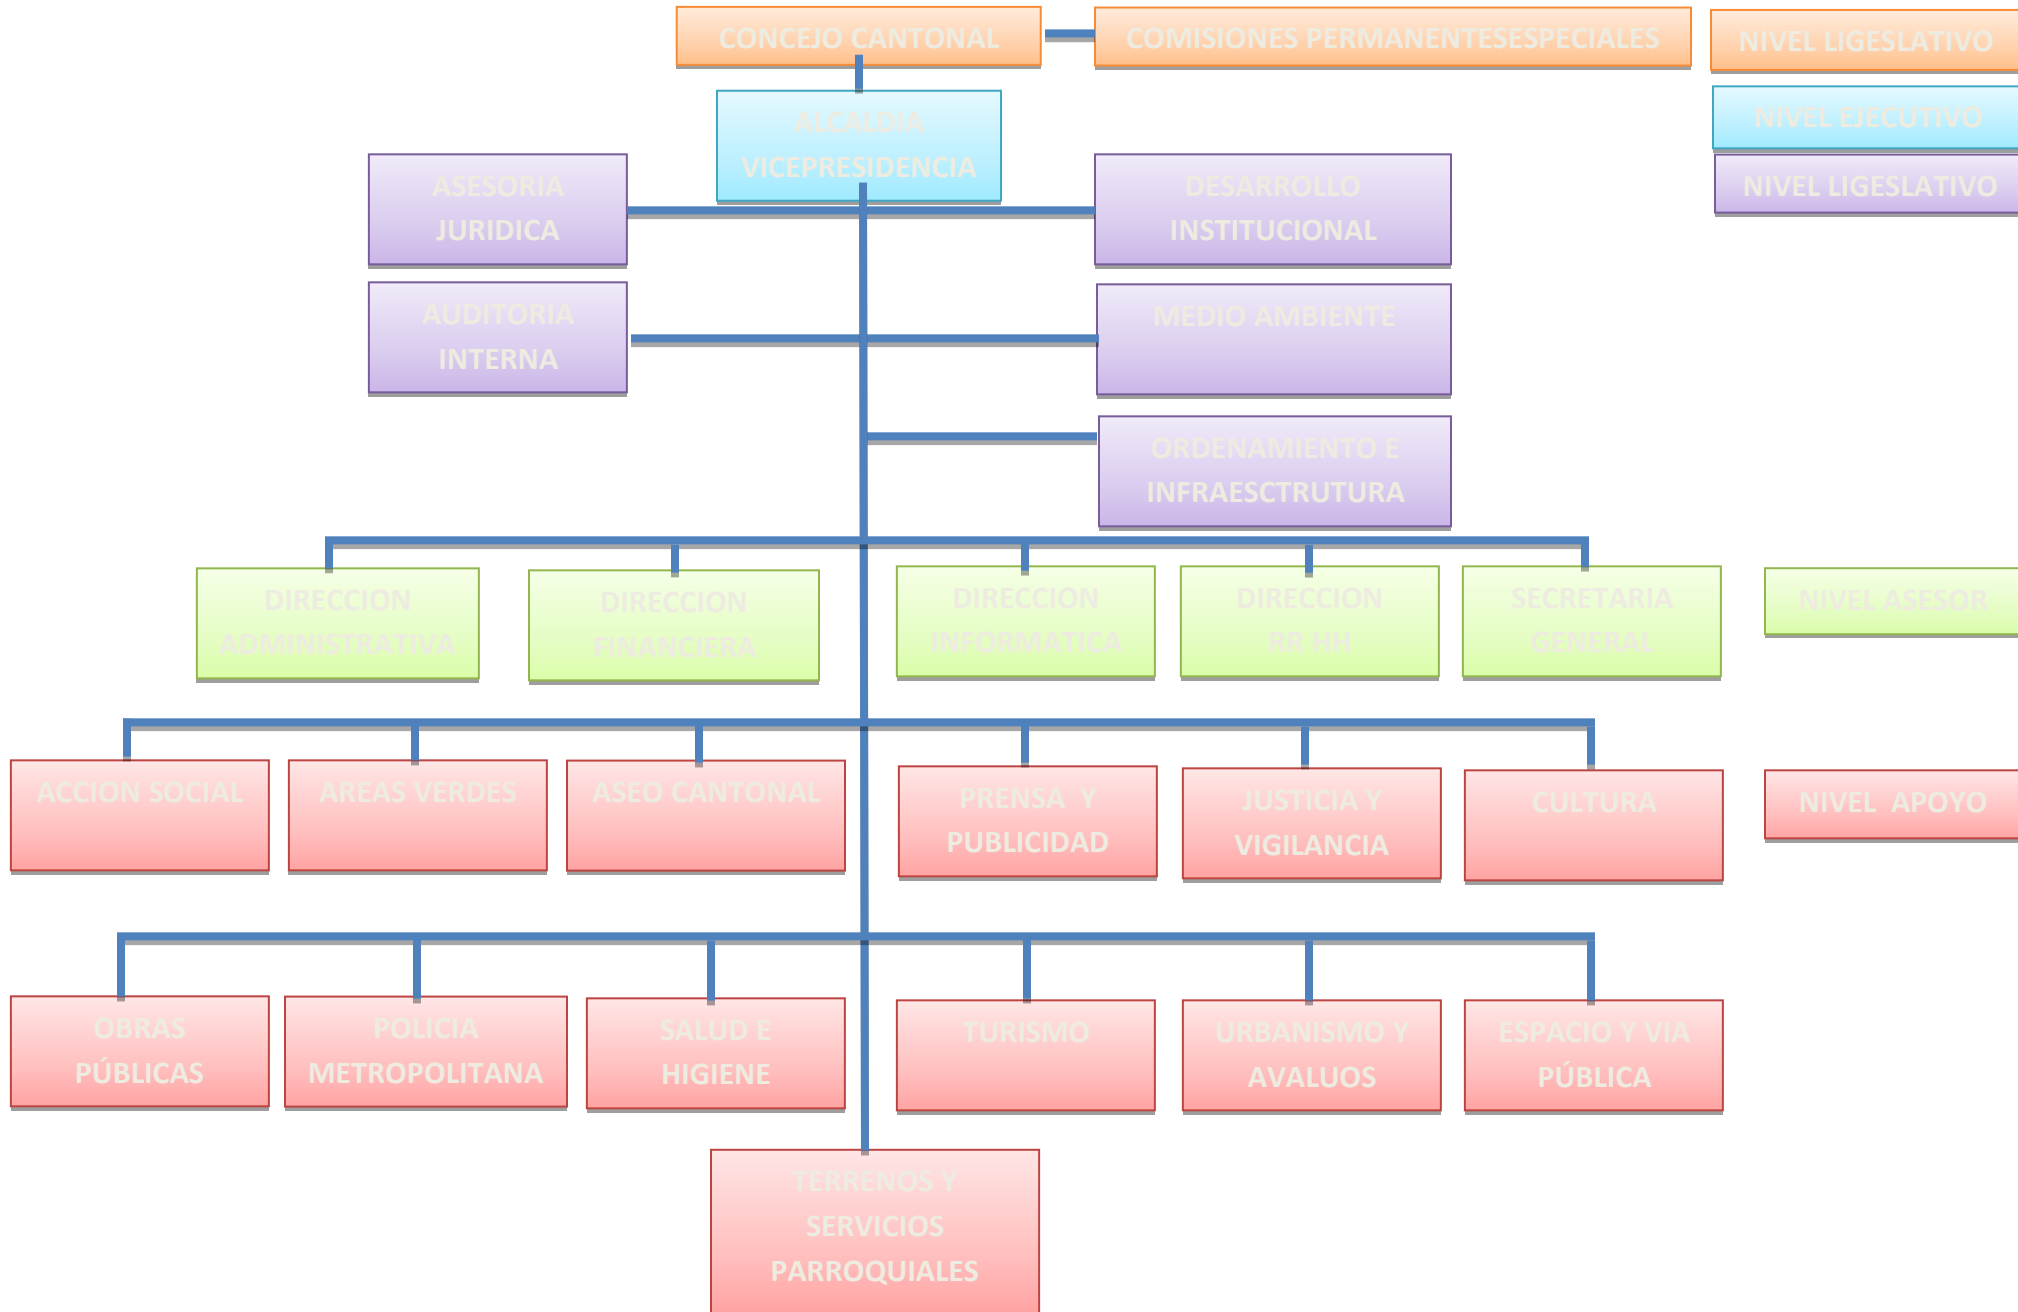 CONCEJO CANTONAL
COMISIONES PERMANENTESESPECIALES
NIVEL LIGESLATIVO
ALCALDIA
VICEPRESIDENCIA
NIVEL EJECUTIVO
ASESORIA
JURIDICA
DESARROLLO
INSTITUCIONAL
NIVEL LIGESLATIVO
AUDITORIA
INTERNA
MEDIO AMBIENTE
ORDENAMIENTO E
INFRAESCTRUTURA
DIRECCION
ADMINISTRATIVA
DIRECCION
FINANCIERA
DIRECCION
INFORMATICA
DIRECCION
RR HH
SECRETARIA
GENERAL
NIVEL ASESOR
ACCION SOCIAL
AREAS VERDES
ASEO CANTONAL
PRENSA Y
PUBLICIDAD
JUSTICIA Y
VIGILANCIA
CULTURA
NIVEL APOYO
OBRAS
PÚBLICAS
POLICIA
METROPOLITANA
SALUD E
HIGIENE
TURISMO
URBANISMO Y
AVALUOS
ESPACIO Y VIA
PÚBLICA
TERRENOS Y
SERVICIOS
PARROQUIALES